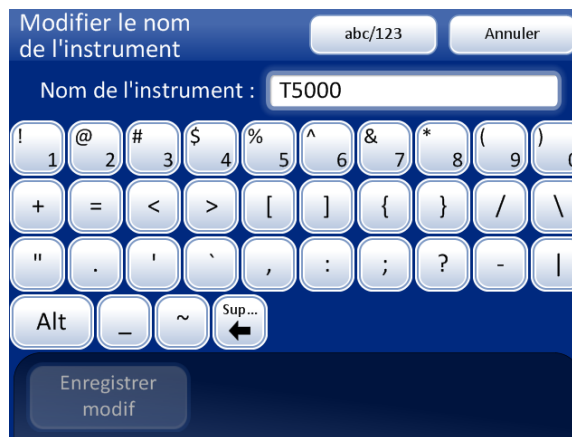 Modifier le nom
de l'instrument
abc/123
Annuler
Nom de l'instrument : T5000
! 1 @ 2 # 3 $ 4 % 5 ^ 6 & 7 * 8 ( 9 ) 0
+ = < > [ ] { } / \
" . ' ` , : ; ? - |
Alt _ ~ Sup...
Enregistrer
modif